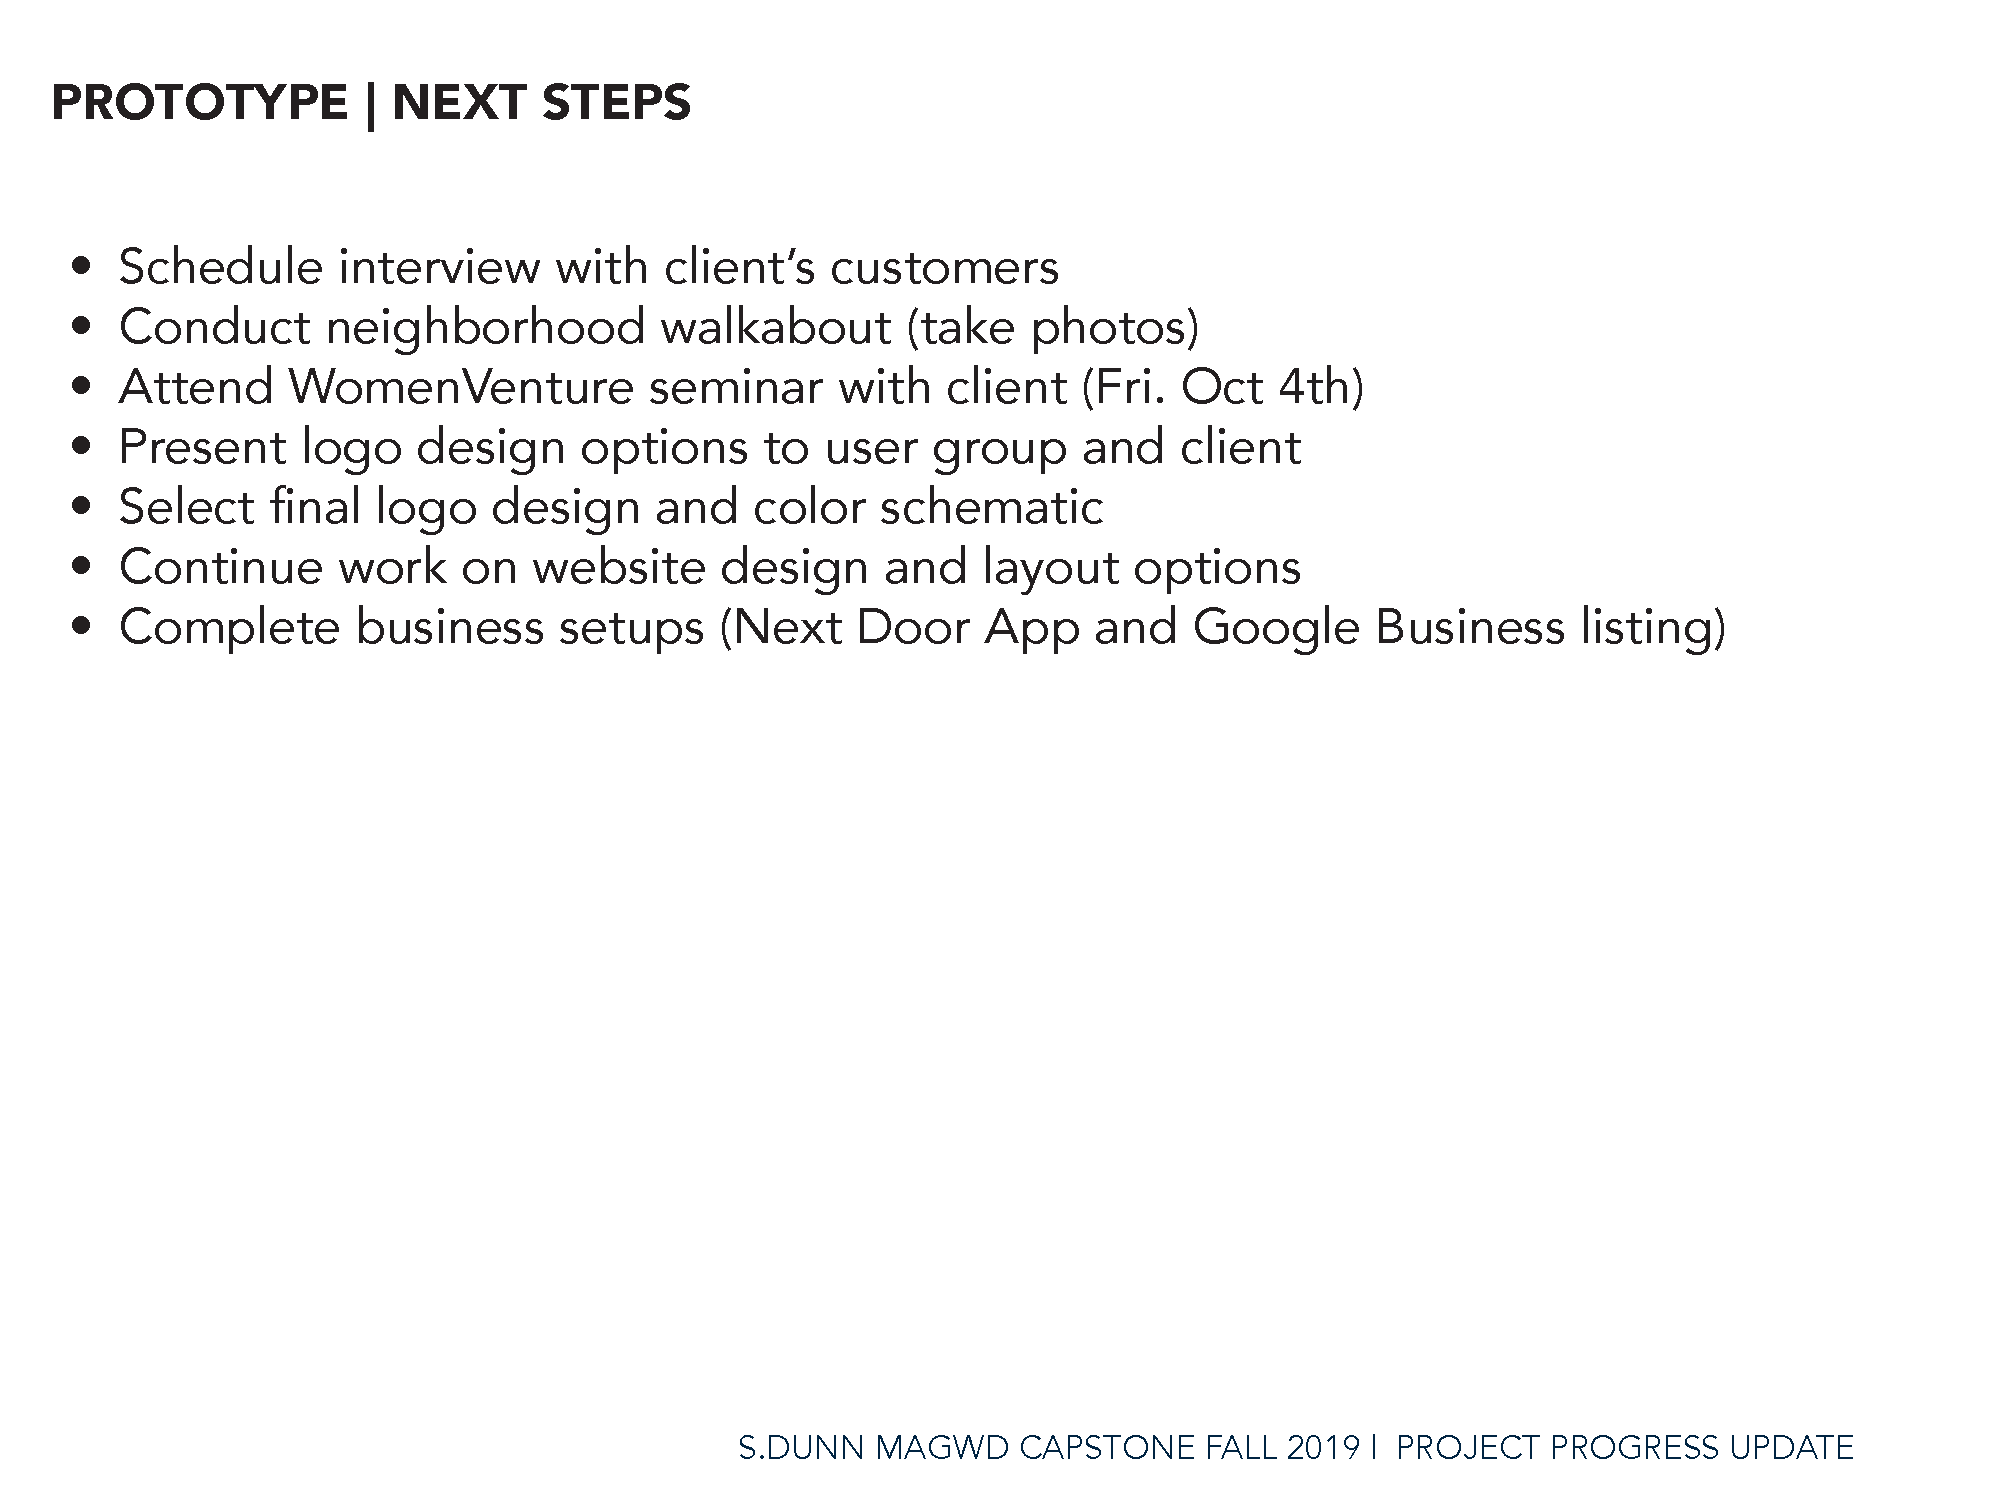 PROTOTYPE | NEXT STEPS
• Schedule interview with client’s customers
• Conduct neighborhood walkabout (take photos)
• Attend WomenVenture seminar with client (Fri. Oct 4th)
• Present logo design options to user group and client
• Select final logo design and color schematic
• Continue work on website design and layout options
• Complete business setups (Next Door App and Google Business listing)
S.DUNN MAGWD CAPSTONE FALL 2019 | PROJECT PROGRESS UPDATE